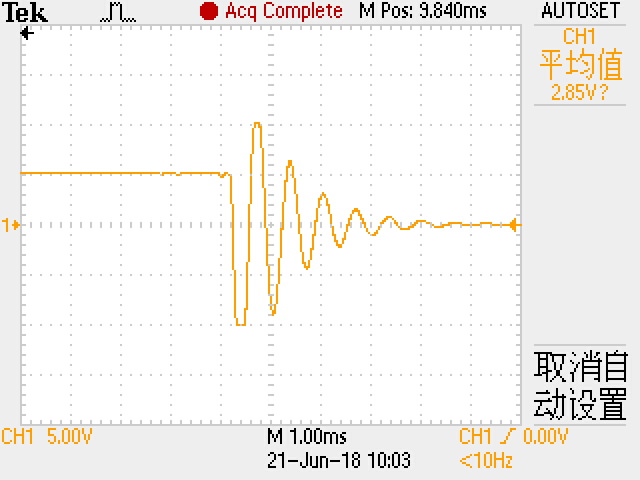 Tek Acq Complete M Pos: 9.840ms AUTOSET
CH1
平均值
2.85V?
1
取消自
动设置
CH1 5.00V M 1.00ms CH1 0.00V
21-Jun-18 10:03 <10Hz